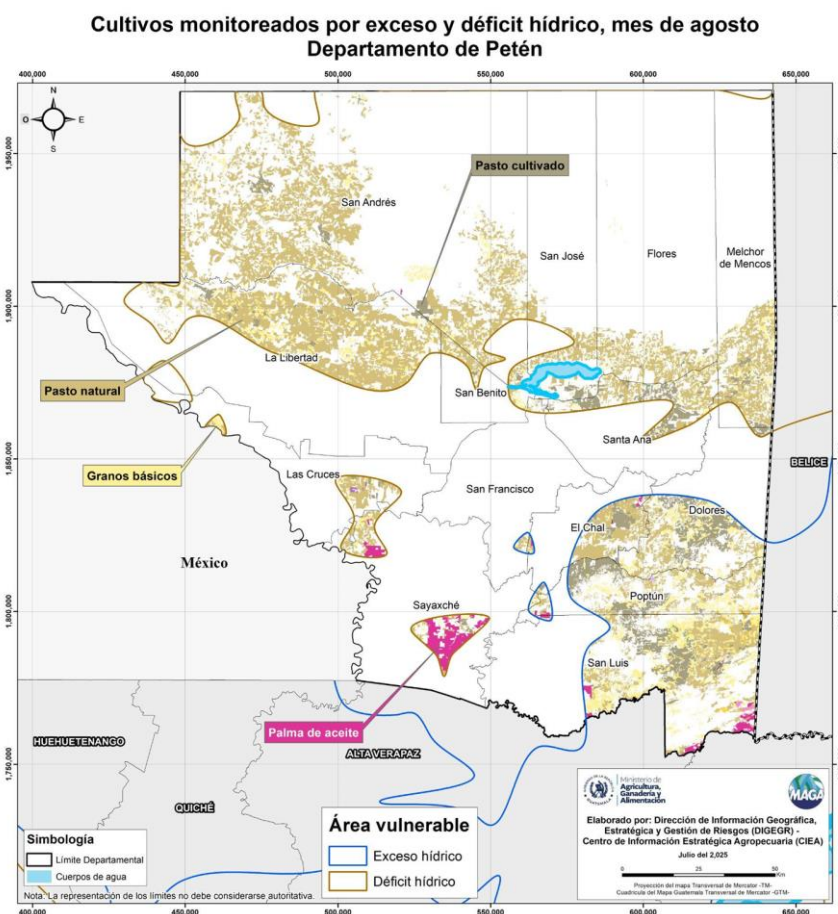 Cultivos monitoreados por exceso y déficit hídrico, mes de agosto
Departamento de Petén
400,000 450,000 500,000 550,000 600,000 650,000
N
O E
S
1,950,000
1,900,000
1,850,000
1,800,000
1,750,000
Pasto cultivado
San Andrés
San José
Flores
Melchor
de Mencos
La Libertad
Pasto natural
San Benito
Santa Ana
Granos básicos
BELICE
Las Cruces
San Francisco
Dolores
El Chal
México
Poptún
Sayaxché
San Luis
Palma de aceite
HUEHUETENANGO
ALTA VERAPAZ
QUICHÉ
Simbología
Límite Departamental
Cuerpos de agua
Área vulnerable
Exceso hídrico
Déficit hídrico
Ministerio de
Agricultura,
Ganadería y
Alimentación
MAGA
Elaborado por: Dirección de Información Geográfica,
Estratégica y Gestión de Riesgos (DIGEGR) -
Centro de Información Estratégica Agropecuaria (CIEA)
Julio del 2,025
0 25 50
Km
Proyección del mapa Transversal de Mercator -TM-
Cuadrícula del Mapa Guatemala Transversal de Mercator -GTM-
Nota: La representación de los límites no debe considerarse autoritativa.
400,000 450,000 500,000 550,000 600,000 650,000